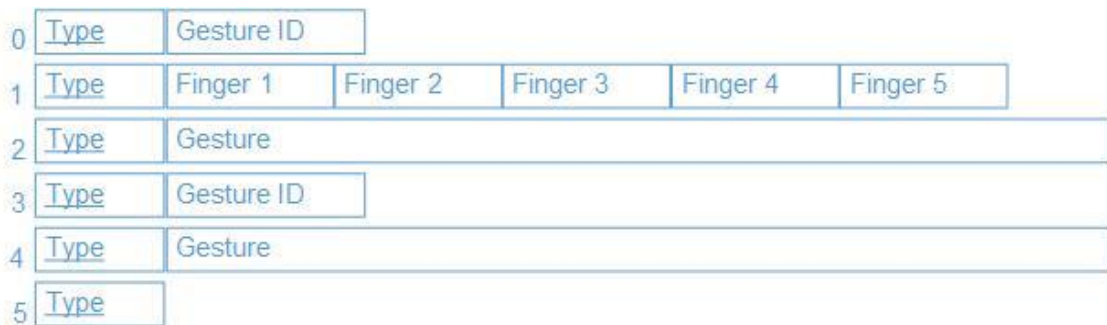 0 Type Gesture ID
1 Type Finger 1 Finger 2 Finger 3 Finger 4 Finger 5
2 Type Gesture
3 Type Gesture ID
4 Type Gesture
5 Type